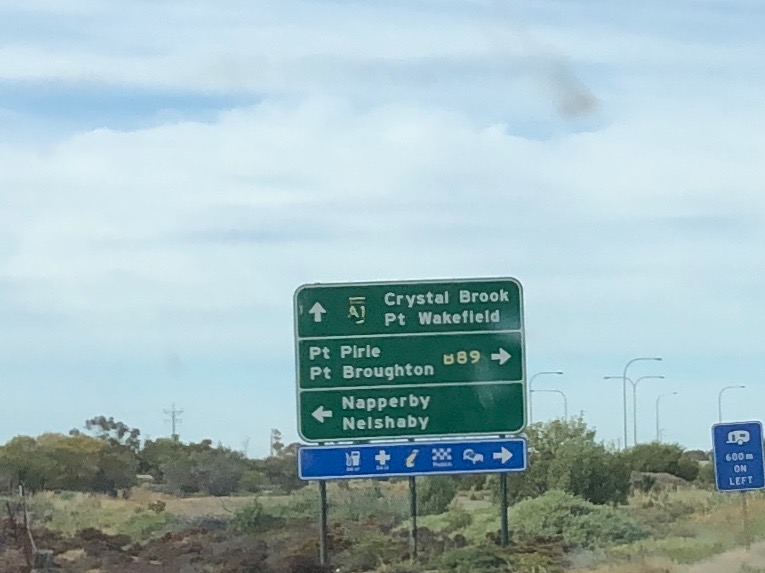 A1
Crystal Brook
Pt Wakefield
Pt Pirie
Pt Broughton
B89
Napperby
Nelshaby
600m
ON
LEFT